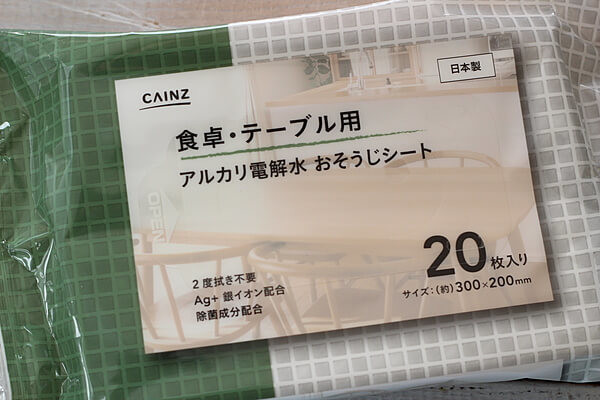 CAINZ
日本製
食卓・テーブル用
アルカリ電解水 おそうじシート
OPEN
20枚入り
サイズ:(約)300×200mm
2度拭き不要
Ag+ 銀イオン配合
除菌成分配合